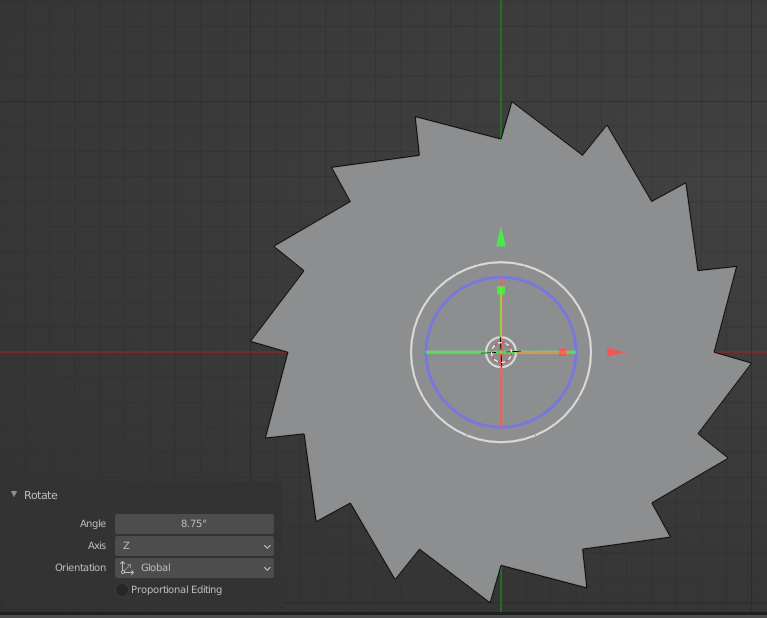 Rotate
Angle 8.75°
Axis Z
Orientation Global
Proportional Editing